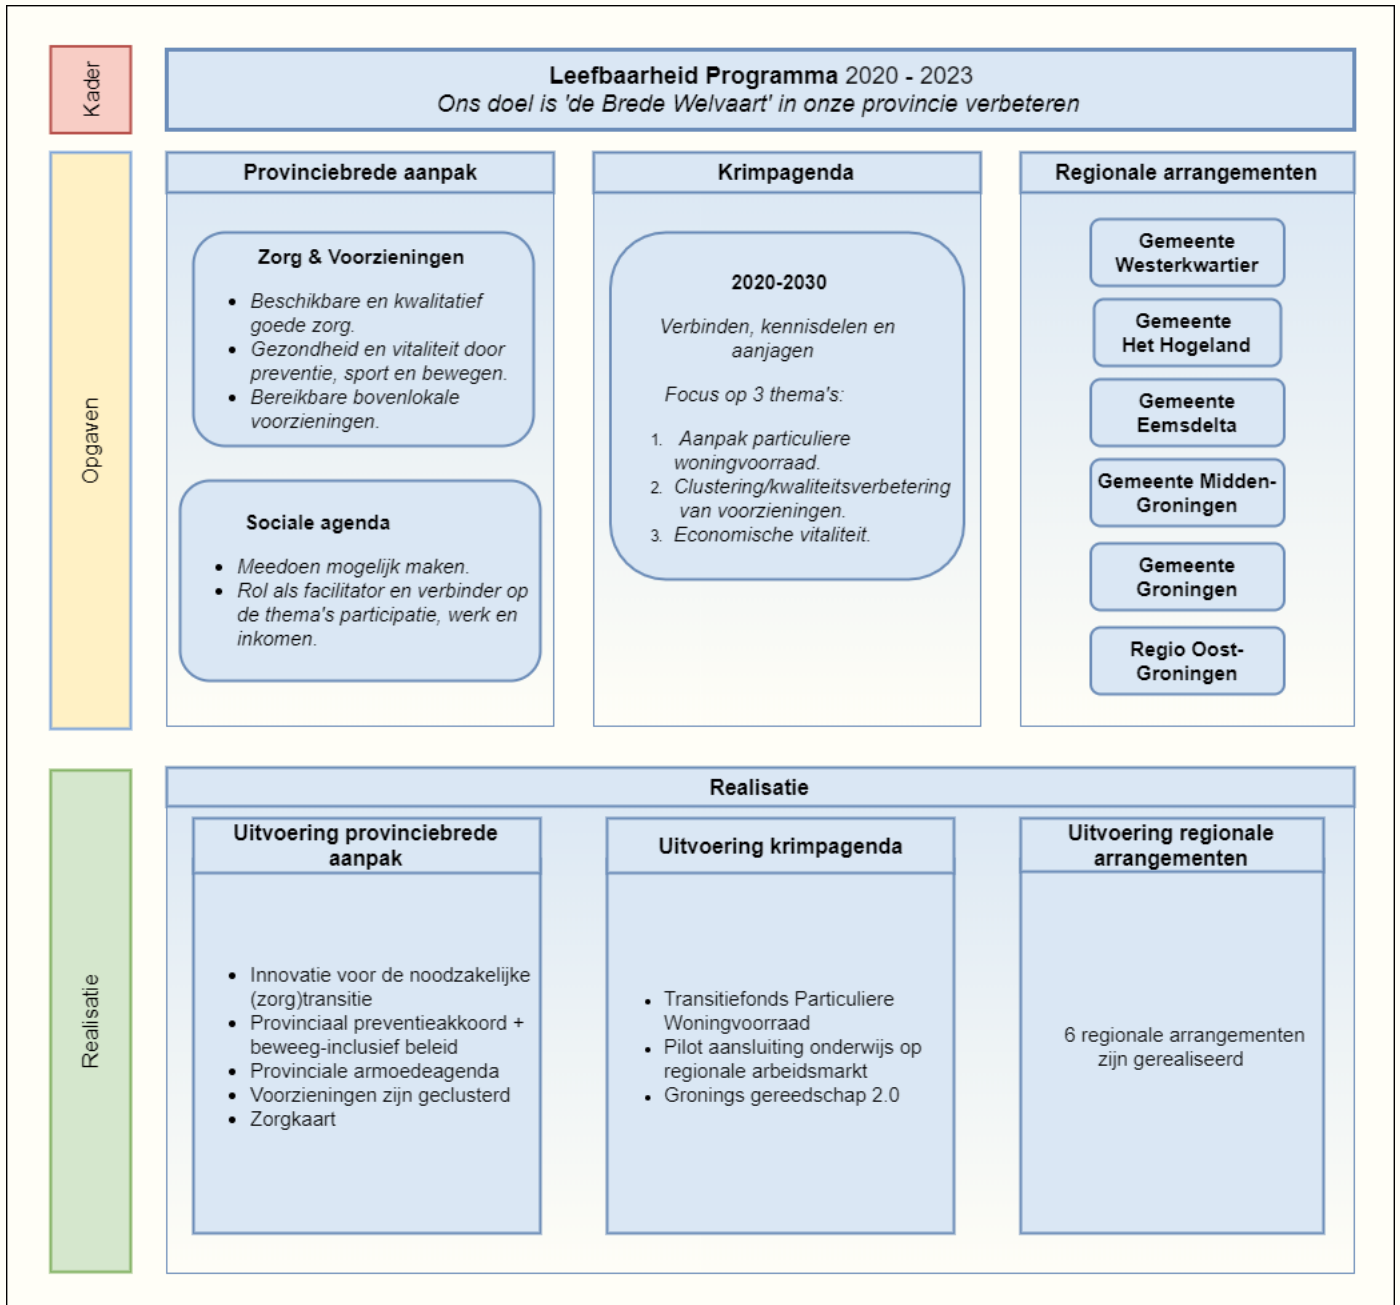 Kader
Leefbaarheid Programma 2020 - 2023
Ons doel is 'de Brede Welvaart' in onze provincie verbeteren
Opgaven
Provinciebrede aanpak
Zorg & Voorzieningen
• Beschikbare en kwalitatief
goede zorg.
• Gezondheid en vitaliteit door
preventie, sport en bewegen.
• Bereikbare bovenlokale
voorzieningen.
Sociale agenda
• Meedoen mogelijk maken.
• Rol als facilitator en verbinder op
de thema's participatie, werk en
inkomen.
Krimpagenda
2020-2030
Verbinden, kennisdelen en
aanjagen
Focus op 3 thema's:
1. Aanpak particuliere
woningvoorraad.
2. Clustering/kwaliteitsverbetering
van voorzieningen.
3. Economische vitaliteit.
Regionale arrangementen
Gemeente
Westerkwartier
Gemeente
Het Hogeland
Gemeente
Eemsdelta
Gemeente Midden-
Groningen
Gemeente
Groningen
Regio Oost-
Groningen
Realisatie
Realisatie
Uitvoering provinciebrede
aanpak
• Innovatie voor de noodzakelijke
(zorg)transitie
• Provinciaal preventieakkoord +
beweeg-inclusief beleid
• Provinciale armoedeagenda
• Voorzieningen zijn geclusterd
• Zorgkaart
Uitvoering krimpagenda
• Transitiefonds Particuliere
Woningvoorraad
• Pilot aansluiting onderwijs op
regionale arbeidsmarkt
• Gronings gereedschap 2.0
Uitvoering regionale
arrangementen
6 regionale arrangementen
zijn gerealiseerd